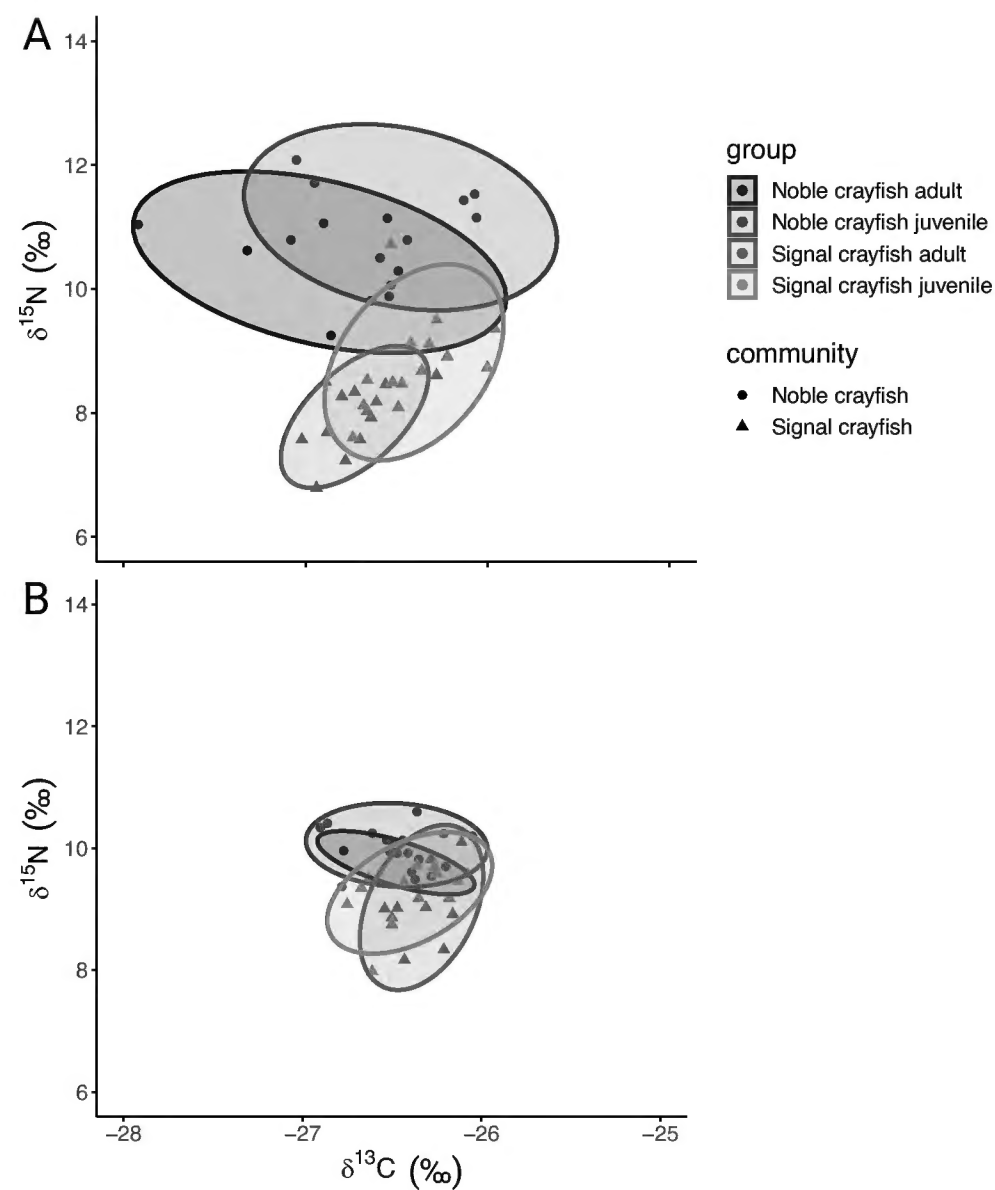 A
14
12
10
8
6
δ15N (‰)
group
Noble crayfish adult
Noble crayfish juvenile
Signal crayfish adult
Signal crayfish juvenile
community
Noble crayfish
Signal crayfish
B
14
12
10
8
6
δ15N (‰)
−28
−27
−26
−25
δ13C (‰)